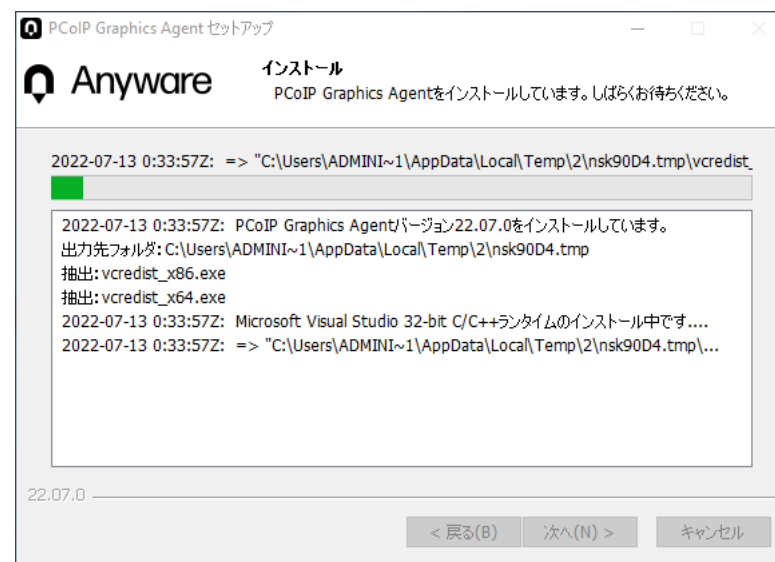 PCoIP Graphics Agent セットアップ
Anyware
インストール
PCoIP Graphics Agentをインストールしています。しばらくお待ちください。
2022-07-13 0:33:57Z: => "C:\Users\ADMINI~1\AppData\Local\Temp\2\nsk90D4.tmp\vcredist_
2022-07-13 0:33:57Z: PCoIP Graphics Agentバージョン22.07.0をインストールしています。
出力先フォルダ: C:\Users\ADMINI~1\AppData\Local\Temp\2\nsk90D4.tmp
抽出: vcredist_x86.exe
抽出: vcredist_x64.exe
2022-07-13 0:33:57Z: Microsoft Visual Studio 32-bit C/C++ランタイムのインストール中です....
2022-07-13 0:33:57Z: => "C:\Users\ADMINI~1\AppData\Local\Temp\2\nsk90D4.tmp\...
22.07.0
< 戻る(B)
次へ(N) >
キャンセル